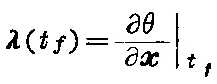 λ(t_f) = ∂θ/∂x |_{t_f}